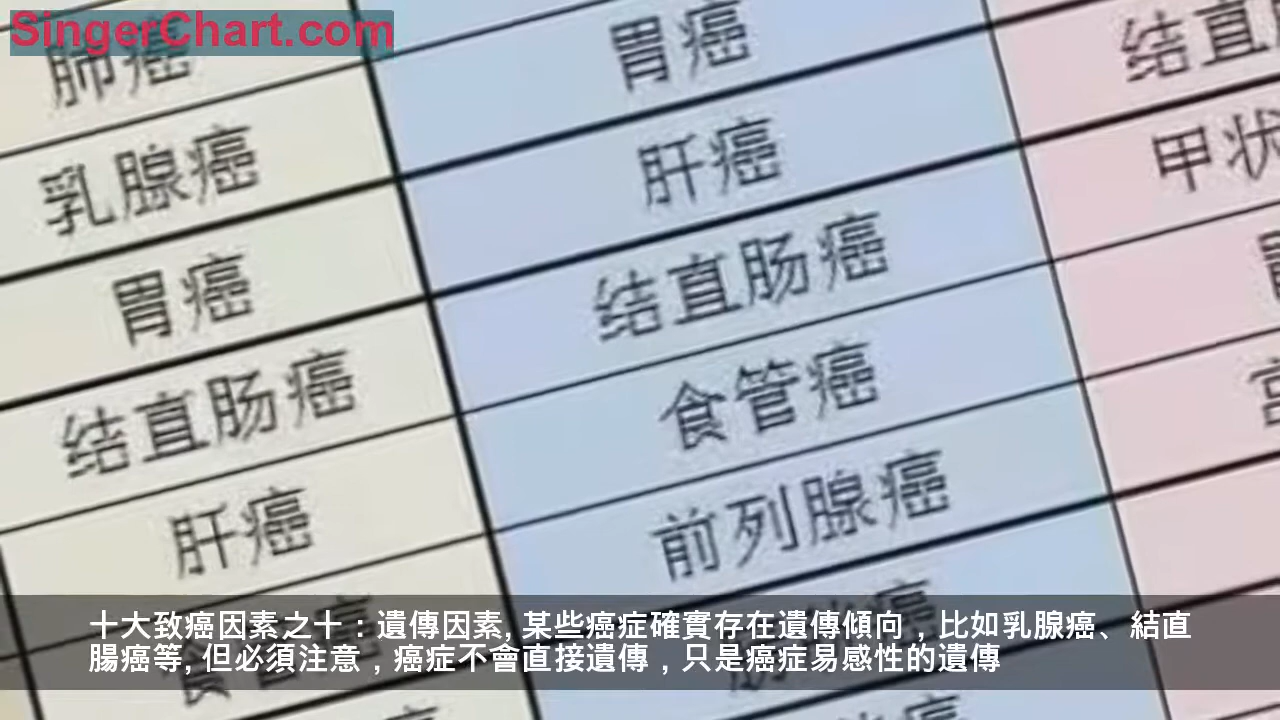 SingerChart.com
肺癌
胃癌
结直
乳腺癌
肝癌
甲状
胃癌
结直肠癌
结直肠癌
食管癌
肝癌
前列腺癌
十大致癌因素之十：遺傳因素, 某些癌症確實存在遺傳傾向，比如乳腺癌、結直
腸癌等, 但必須注意，癌症不會直接遺傳，只是癌症易感性的遺傳